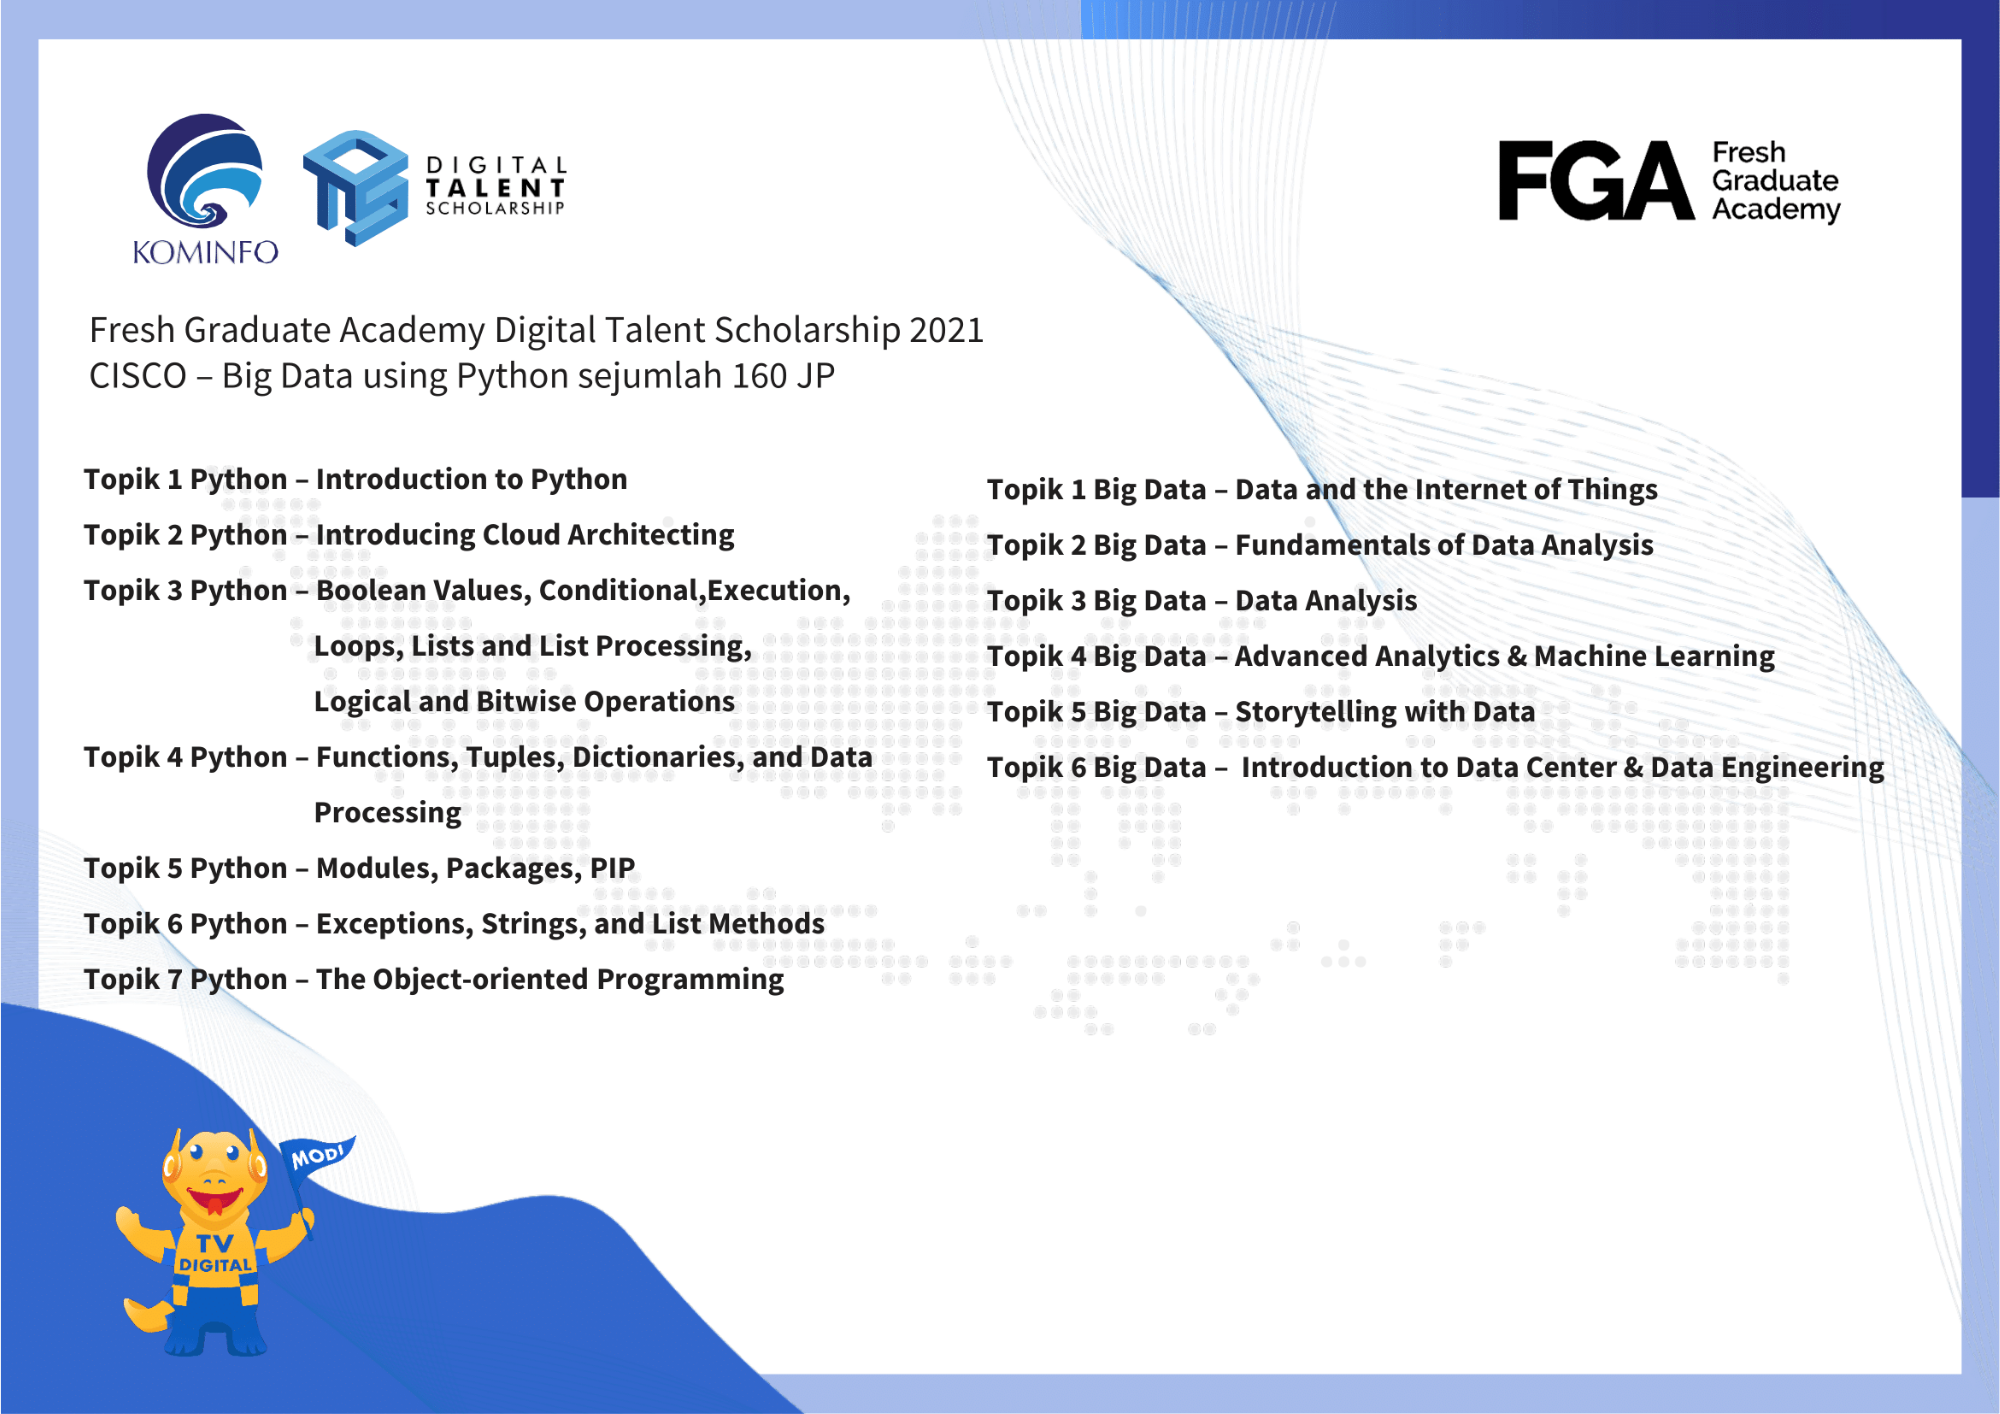 KOMINFO
DIGITAL
TALENT
SCHOLARSHIP
FGA
Fresh
Graduate
Academy
Fresh Graduate Academy Digital Talent Scholarship 2021
CISCO – Big Data using Python sejumlah 160 JP
Topik 1 Python – Introduction to Python
Topik 2 Python – Introducing Cloud Architecting
Topik 3 Python – Boolean Values, Conditional,Execution,
Loops, Lists and List Processing,
Logical and Bitwise Operations
Topik 4 Python – Functions, Tuples, Dictionaries, and Data
Processing
Topik 5 Python – Modules, Packages, PIP
Topik 6 Python – Exceptions, Strings, and List Methods
Topik 7 Python – The Object-oriented Programming
Topik 1 Big Data – Data and the Internet of Things
Topik 2 Big Data – Fundamentals of Data Analysis
Topik 3 Big Data – Data Analysis
Topik 4 Big Data – Advanced Analytics & Machine Learning
Topik 5 Big Data – Storytelling with Data
Topik 6 Big Data – Introduction to Data Center & Data Engineering
MODI
TV
DIGITAL